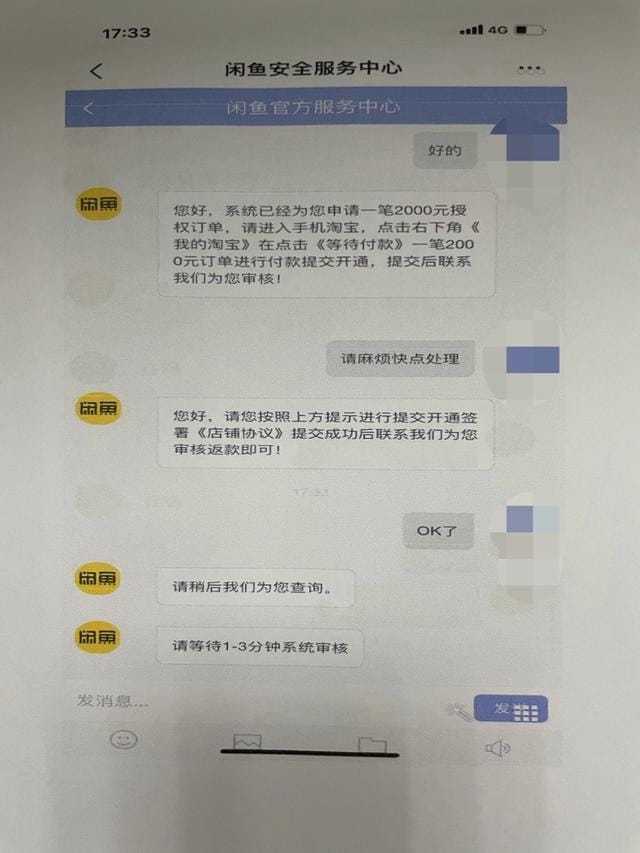 17:33
4G
闲鱼安全服务中心
闲鱼官方服务中心
好的
闲魚
您好，系统已经为您申请一笔2000元授
权订单，请进入手机淘宝，点击右下角《
我的淘宝》在点击《等待付款》一笔200
0元订单进行付款提交开通，提交后联系
我们为您审核！
请麻烦快点处理
闲魚
您好，请您按照上方提示进行提交开通签
署《店铺协议》提交成功后联系我们为您
审核返款即可！
17:33
OK了
闲魚
请稍后我们为您查询。
闲魚
请等待1-3分钟系统审核
发消息...
发